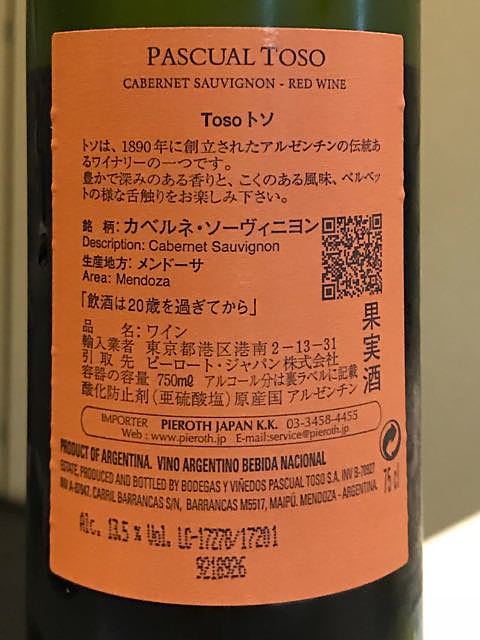 PASCUAL TOSO
CABERNET SAUVIGNON - RED WINE
Toso トソ
トソは、1890年に創立されたアルゼンチンの伝統あ
るワイナリーの一つです。
豊かで深みのある香りと、こくのある風味、ベルベッ
トの様な舌触りをお楽しみ下さい。
銘 柄: カベルネ・ソーヴィニヨン
Description: Cabernet Sauvignon
生産地方: メンドーサ
Area: Mendoza
「飲酒は20歳を過ぎてから」
果実酒
品 名: ワイン
輸入業者 東京都港区港南2-13-31
引 取 先 ピーロート・ジャパン株式会社
容器の容量 750㎖ アルコール分は裏ラベルに記載
酸化防止剤(亜硫酸塩) 原産国 アルゼンチン
IMPORTER PIEROTH JAPAN K.K. 03-3458-4455
Web : www.pieroth.jp E-mail:service@pieroth.jp
PRODUCT OF ARGENTINA. VINO ARGENTINO BEBIDA NACIONAL
ESTATE, PRODUCED AND BOTTLED BY BODEGAS Y VIÑEDOS PASCUAL TOSO S.A. INV B-70907
INV A-87947, CARRIL BARRANCAS S/N, BARRANCAS M5517, MAIPÚ. MENDOZA - ARGENTINA.
75 cl
Alc. 13.5 % Vol. LC-17278/17201
9218926